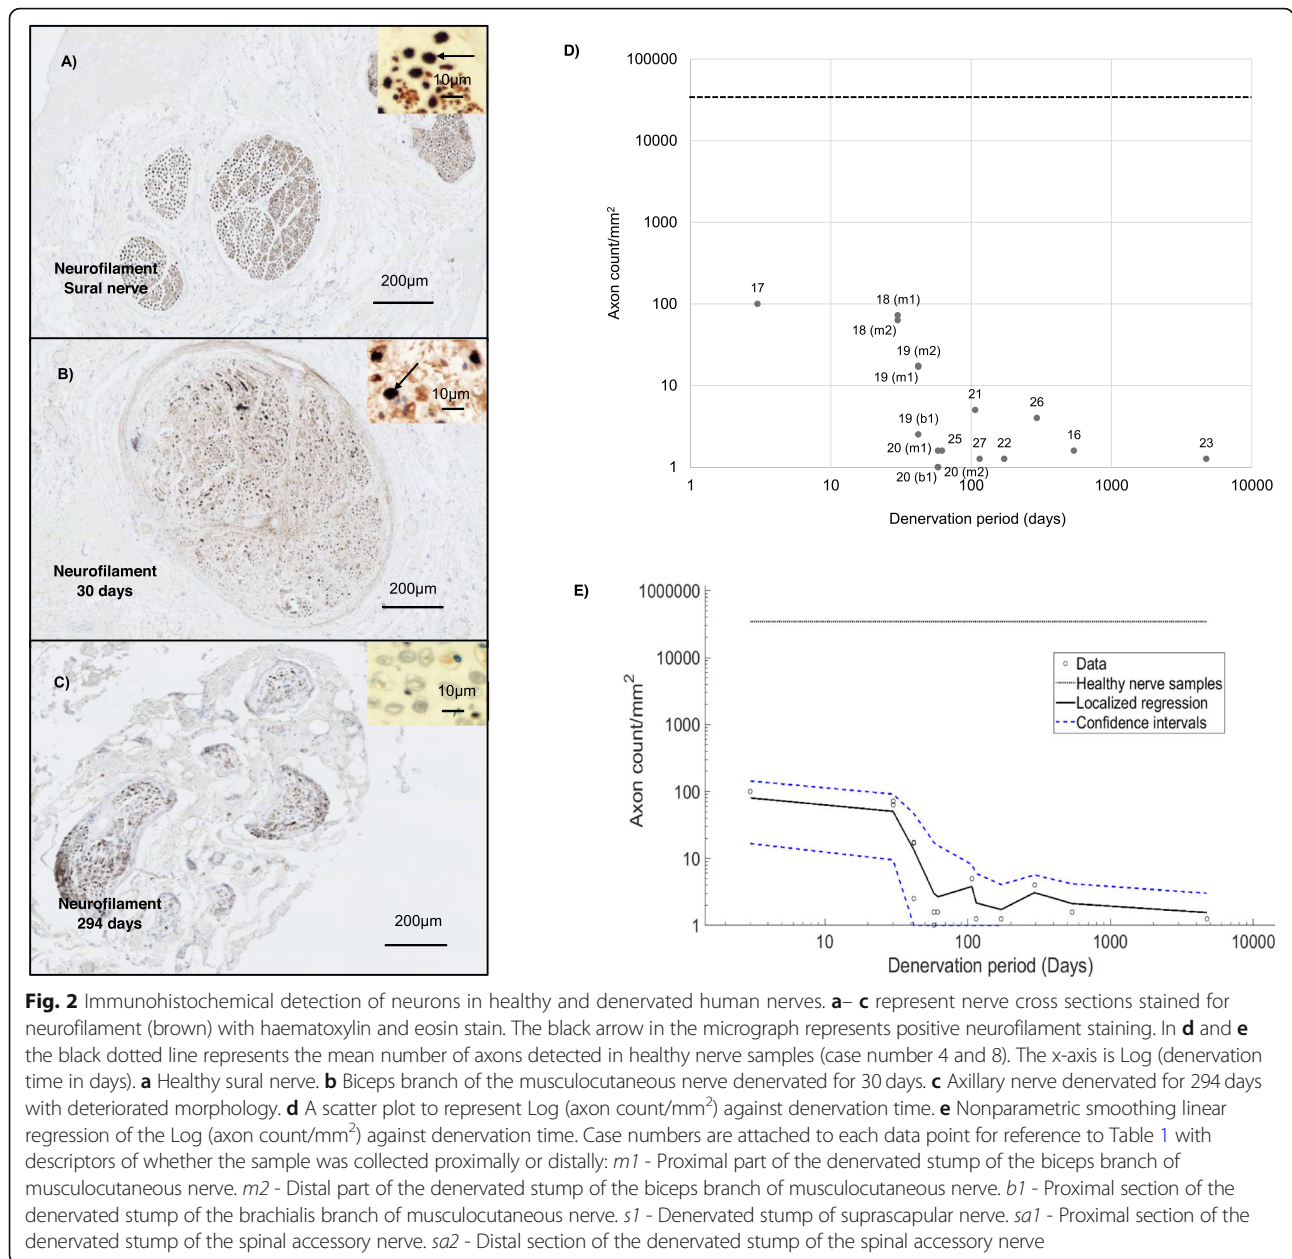 A)
10µm
Neurofilament
Sural nerve
200µm
B)
10µm
Neurofilament
30 days
200µm
C)
10µm
Neurofilament
294 days
200µm
D)
100000
10000
1000
100
10
1
Axon count/mm²
17
18 (m1)
18 (m2)
19 (m2)
19 (m1)
19 (b1)
20 (m1)
25
20 (b1)
20 (m2)
21
27
22
26
16
23
1 10 100 1000 10000
Denervation period (days)
E)
1000000
10000
1000
100
10
1
Axon count/mm²
Data
Healthy nerve samples
Localized regression
Confidence intervals
10 100 1000 10000
Denervation period (Days)
Fig. 2 Immunohistochemical detection of neurons in healthy and denervated human nerves. a– c represent nerve cross sections stained for
neurofilament (brown) with haematoxylin and eosin stain. The black arrow in the micrograph represents positive neurofilament staining. In d and e
the black dotted line represents the mean number of axons detected in healthy nerve samples (case number 4 and 8). The x-axis is Log (denervation
time in days). a Healthy sural nerve. b Biceps branch of the musculocutaneous nerve denervated for 30 days. c Axillary nerve denervated for 294 days
with deteriorated morphology. d A scatter plot to represent Log (axon count/mm²) against denervation time. e Nonparametric smoothing linear
regression of the Log (axon count/mm²) against denervation time. Case numbers are attached to each data point for reference to Table 1 with
descriptors of whether the sample was collected proximally or distally: m1 - Proximal part of the denervated stump of the biceps branch of
musculocutaneous nerve. m2 - Distal part of the denervated stump of the biceps branch of musculocutaneous nerve. b1 - Proximal section of the
denervated stump of the brachialis branch of musculocutaneous nerve. s1 - Denervated stump of suprascapular nerve. sa1 - Proximal section of the
denervated stump of the spinal accessory nerve. sa2 - Distal section of the denervated stump of the spinal accessory nerve